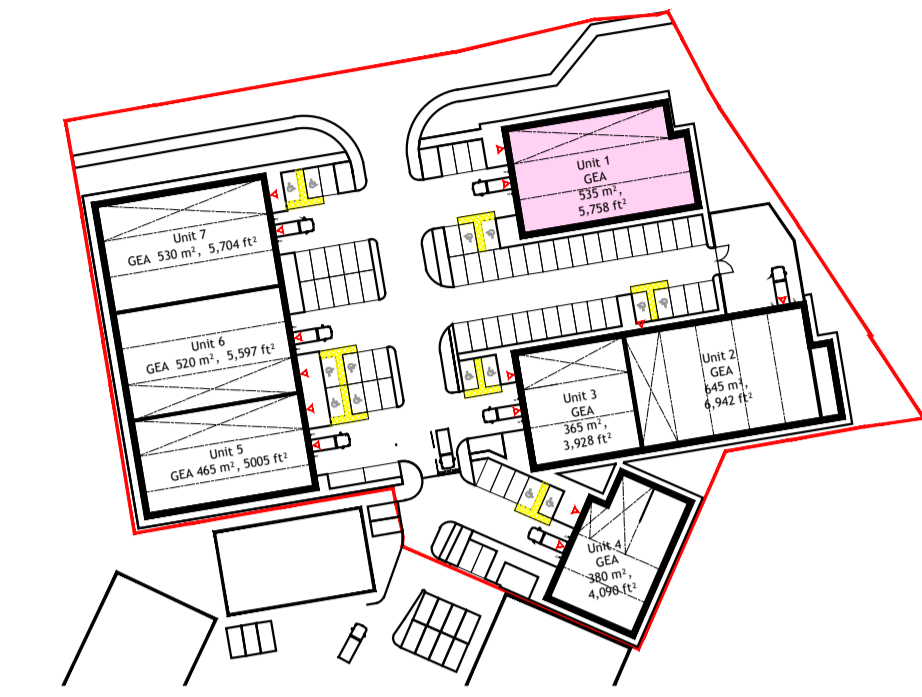 Unit 1
GEA
535 m²,
5,758 ft²
Unit 7
GEA 530 m², 5,704 ft²
Unit 6
GEA 520 m², 5,597 ft²
Unit 5
GEA 465 m², 5005 ft²
Unit 2
GEA
645 m²,
6,942 ft²
Unit 3
GEA
365 m²,
3,928 ft²
Unit 4
GEA
380 m²,
4,090 ft²